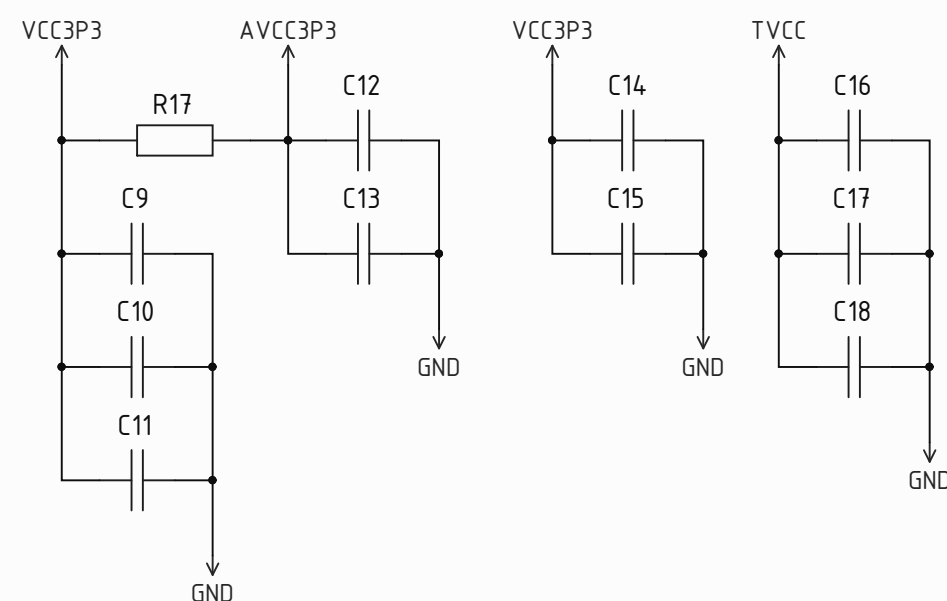 VCC3P3 AVCC3P3 VCC3P3 TVCC
C12 C14 C16
R17
C9 C13 C15 C17
C10 C18
GND GND
C11
GND
GND